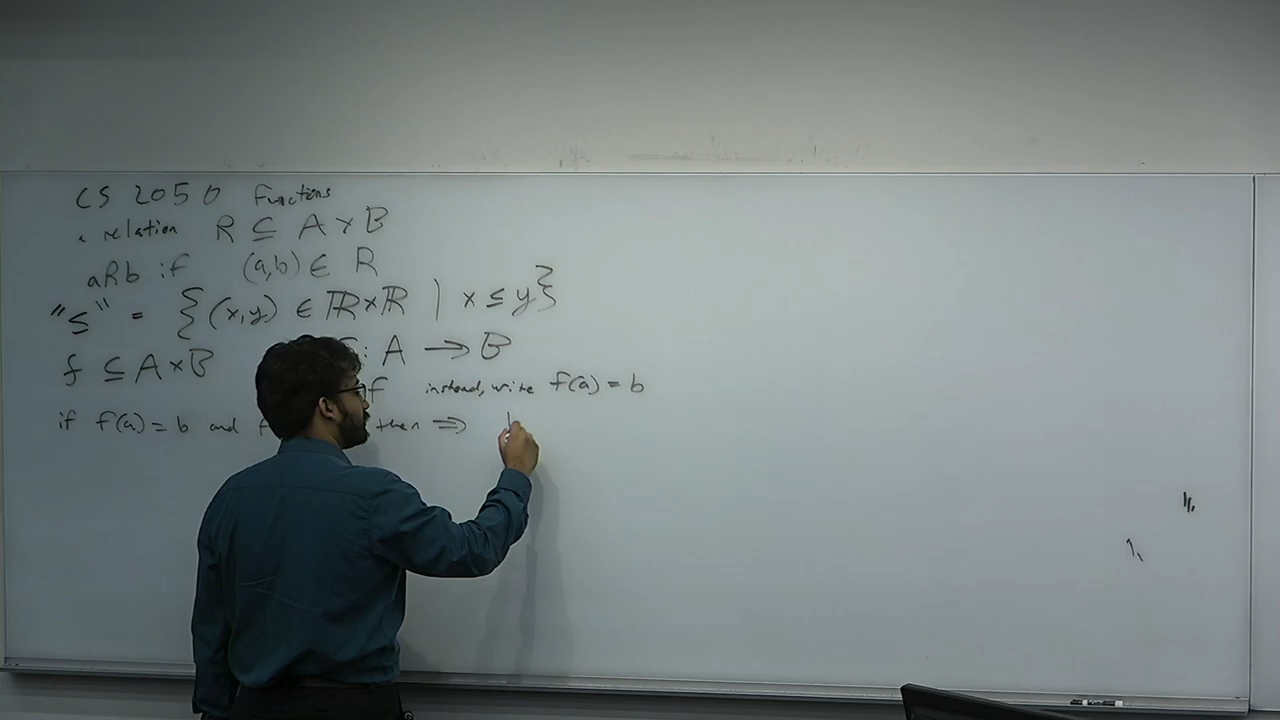 CS 2050 Functions
a relation R ⊆ A × B
aRb if (a,b) ∈ R
"≤" = {(x,y) ∈ ℝ×ℝ | x ≤ y}
f ⊆ A×B : A → B
f instead, write f(a) = b
if f(a) = b and then ⇒